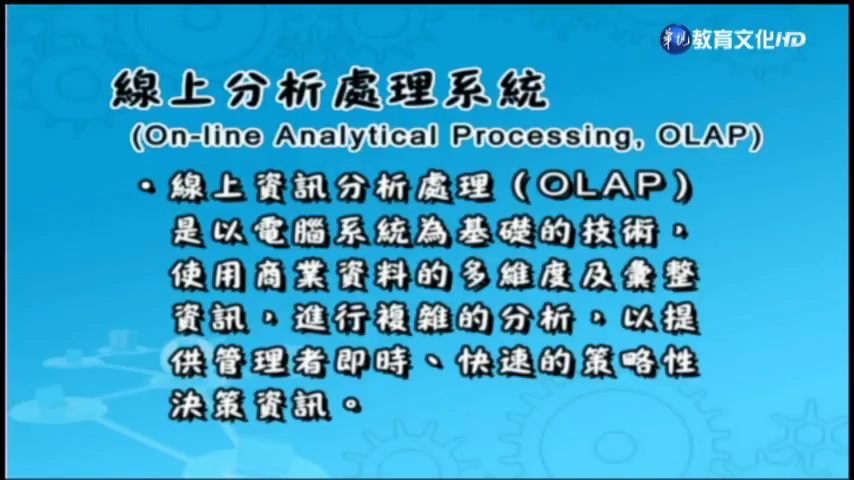 華視教育文化HD
線上分析處理系統
(On-line Analytical Processing, OLAP)
•線上資訊分析處理（OLAP）
是以電腦系統為基礎的技術，
使用商業資料的多維度及彙整
資訊，進行複雜的分析，以提
供管理者即時、快速的策略性
決策資訊。